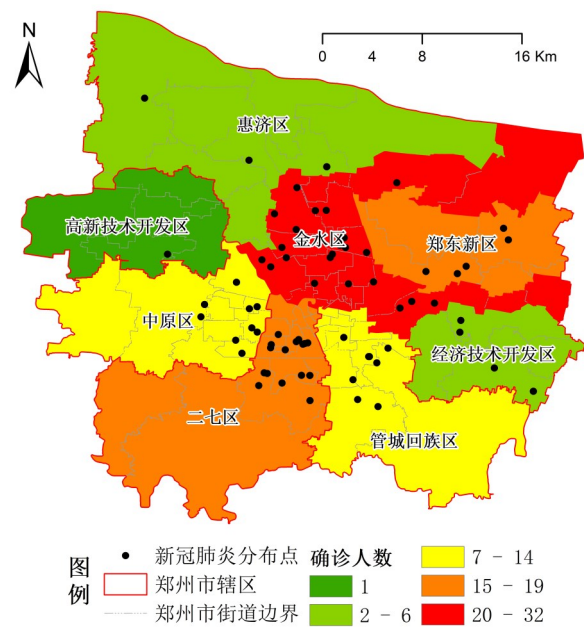 N
0 4 8 16 Km
惠济区
高新技术开发区
金水区
郑东新区
中原区
经济技术开发区
二七区
管城回族区
图例
新冠肺炎分布点
郑州市辖区
郑州市街道边界
确诊人数
1
2 - 6
7 - 14
15 - 19
20 - 32